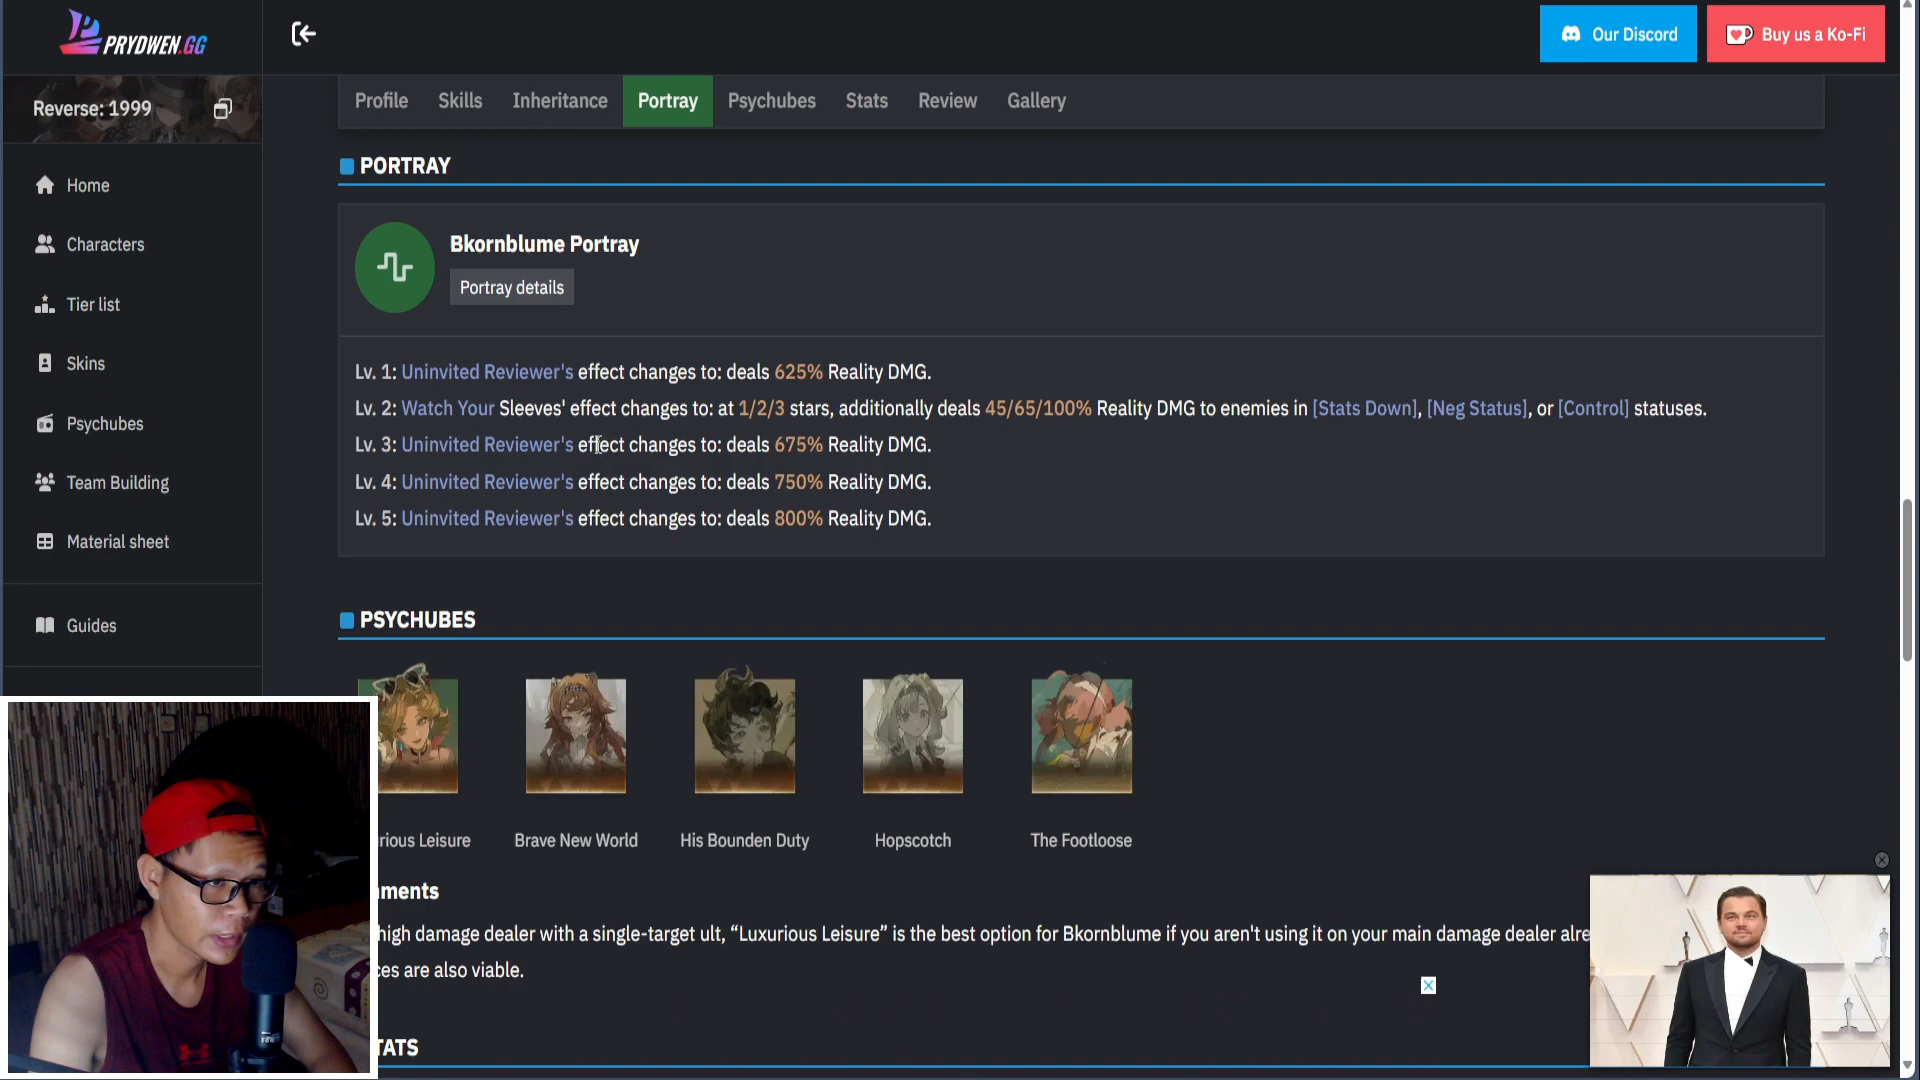 PRYDWEN.GG
Our Discord
Buy us a Ko-Fi
Reverse: 1999
Home
Characters
Tier list
Skins
Psychubes
Team Building
Material sheet
Guides
Profile
Skills
Inheritance
Portray
Psychubes
Stats
Review
Gallery
PORTRAY
Bkornblume Portray
Portray details
Lv. 1: Uninvited Reviewer's effect changes to: deals 625% Reality DMG.
Lv. 2: Watch Your Sleeves' effect changes to: at 1/2/3 stars, additionally deals 45/65/100% Reality DMG to enemies in [Stats Down], [Neg Status], or [Control] statuses.
Lv. 3: Uninvited Reviewer's effect changes to: deals 675% Reality DMG.
Lv. 4: Uninvited Reviewer's effect changes to: deals 750% Reality DMG.
Lv. 5: Uninvited Reviewer's effect changes to: deals 800% Reality DMG.
PSYCHUBES
rious Leisure
Brave New World
His Bounden Duty
Hopscotch
The Footloose
ments
high damage dealer with a single-target ult, “Luxurious Leisure” is the best option for Bkornblume if you aren't using it on your main damage dealer alre
ces are also viable.
TATS